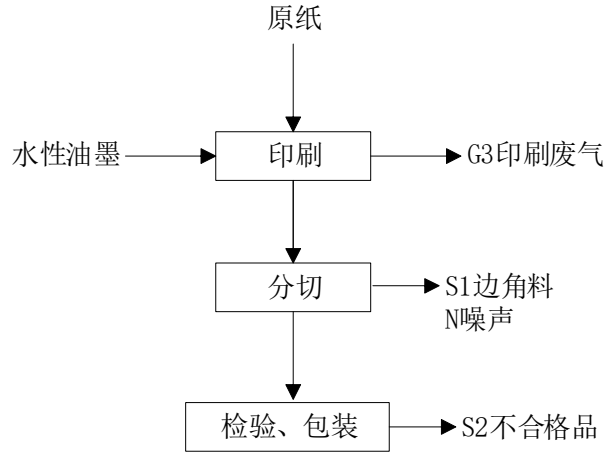 原纸
水性油墨
印刷
G3印刷废气
分切
S1边角料
N噪声
检验、包装
S2不合格品